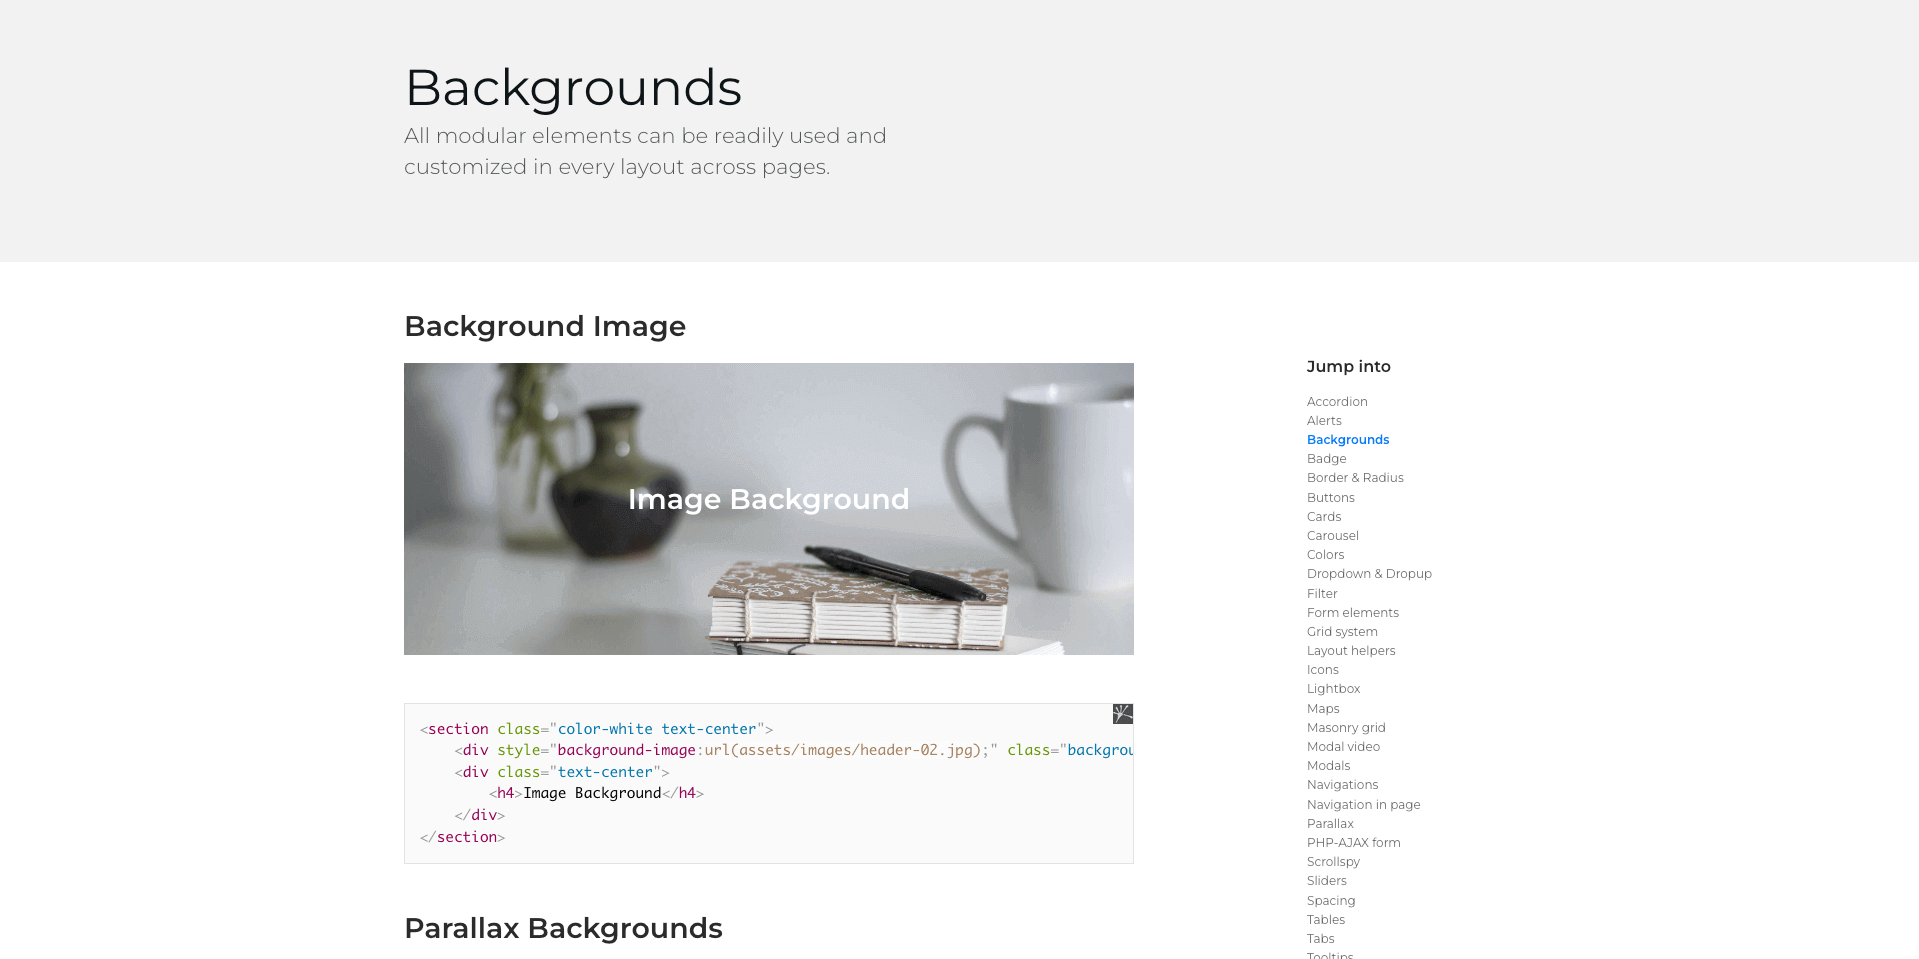 Backgrounds
All modular elements can be readily used and
customized in every layout across pages.
Background Image
Image Background
<section class="color-white text-center">
    <div style="background-image:url(assets/images/header-02.jpg);" class="backgrou
    <div class="text-center">
        <h4>Image Background</h4>
    </div>
</section>
Parallax Backgrounds
Jump into
Accordion
Alerts
Backgrounds
Badge
Border & Radius
Buttons
Cards
Carousel
Colors
Dropdown & Dropup
Filter
Form elements
Grid system
Layout helpers
Icons
Lightbox
Maps
Masonry grid
Modal video
Modals
Navigations
Navigation in page
Parallax
PHP-AJAX form
Scrollspy
Sliders
Spacing
Tables
Tabs
Tooltips